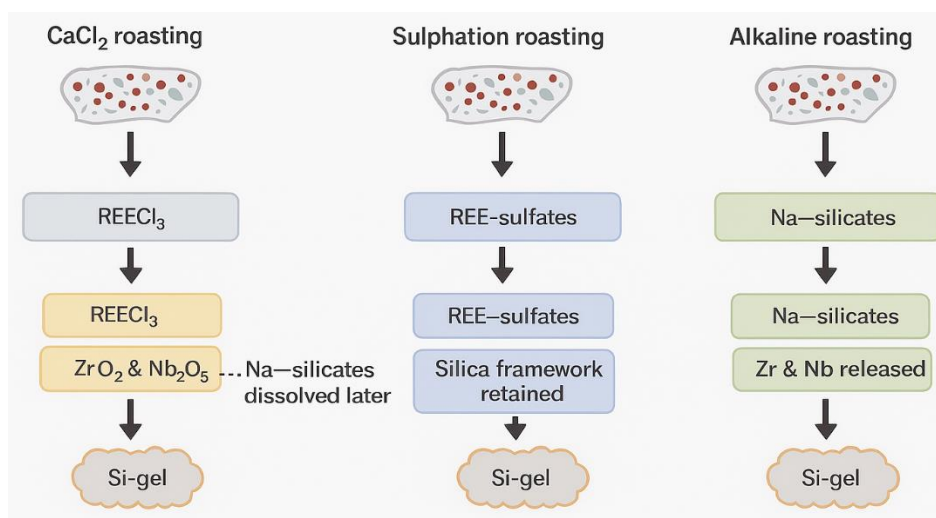 CaCl₂ roasting
REECl₃
REECl₃
ZrO₂ & Nb₂O₅
Na—silicates
dissolved later
Si-gel
Sulphation roasting
REE-sulfates
REE—sulfates
Silica framework
retained
Si-gel
Alkaline roasting
Na—silicates
Na—silicates
Zr & Nb released
Si-gel